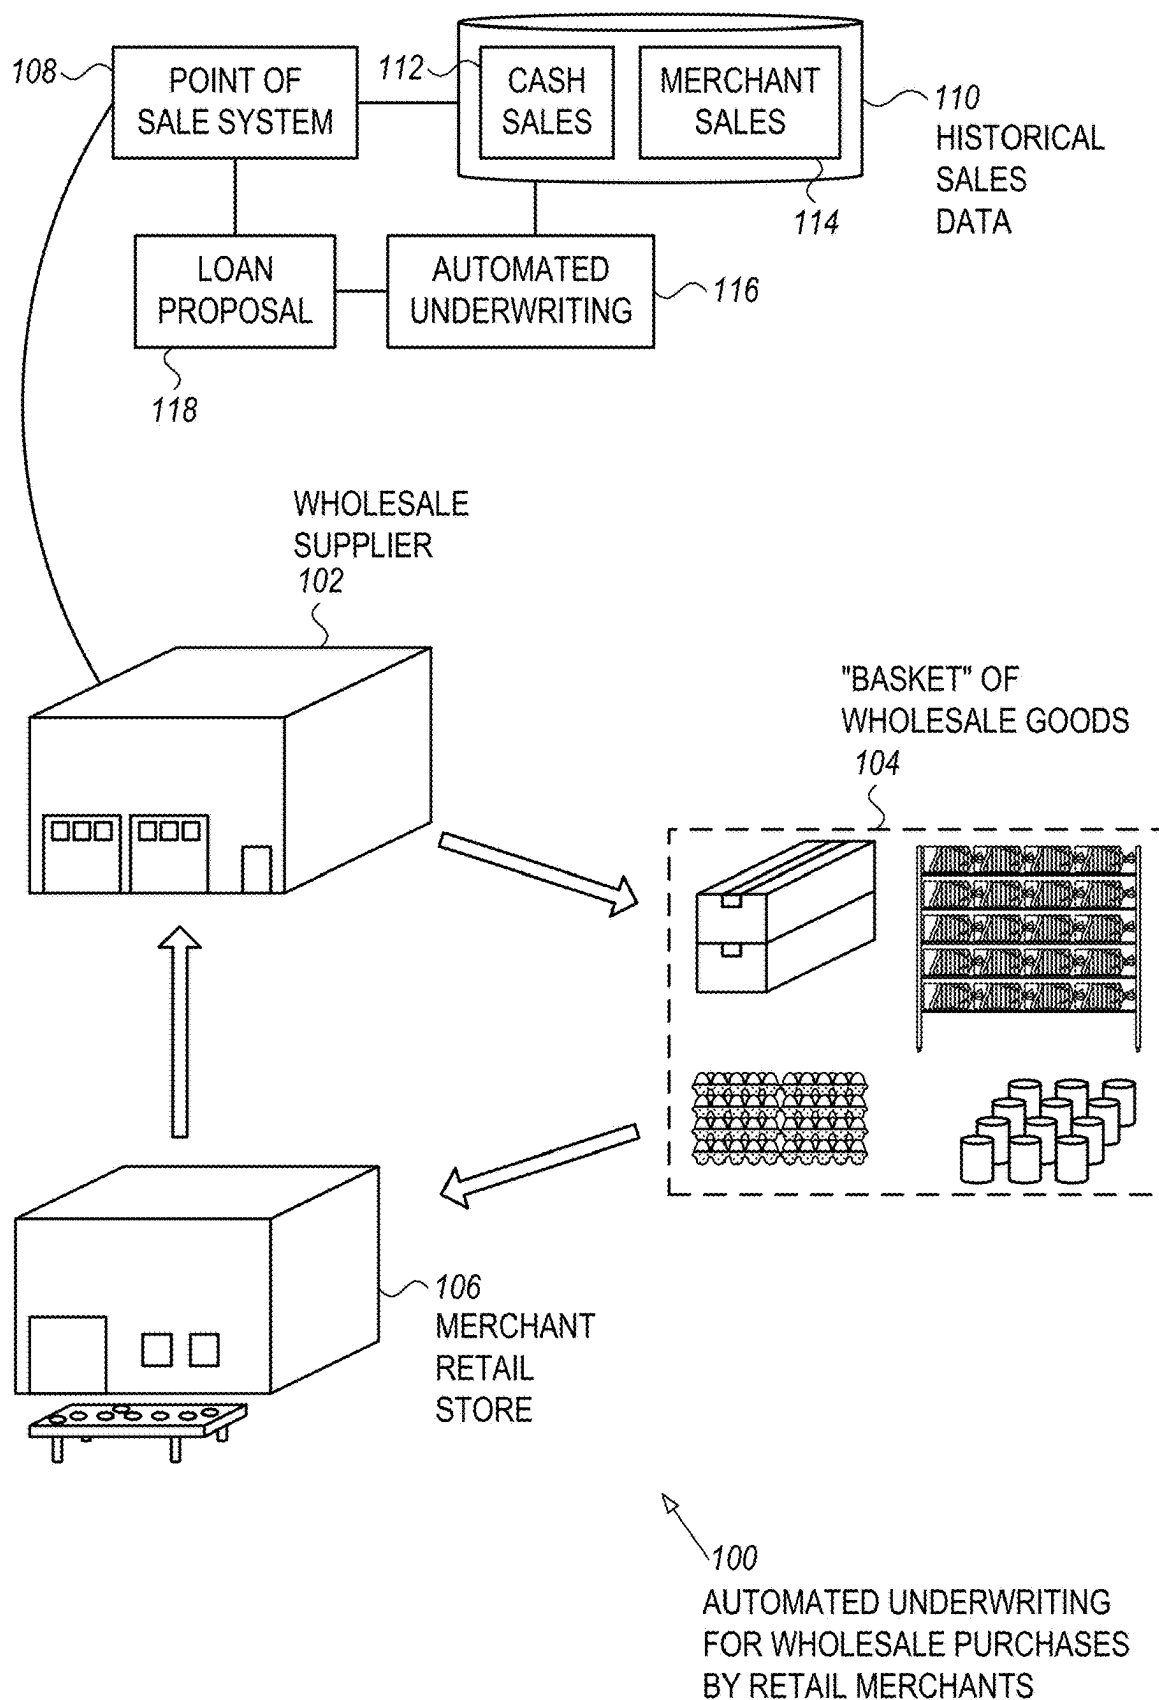 108
POINT OF
SALE SYSTEM
112
CASH
SALES
MERCHANT
SALES
114
110
HISTORICAL
SALES
DATA
LOAN
PROPOSAL
118
AUTOMATED
UNDERWRITING
116
WHOLESALE
SUPPLIER
102
"BASKET" OF
WHOLESALE GOODS
104
106
MERCHANT
RETAIL
STORE
100
AUTOMATED UNDERWRITING
FOR WHOLESALE PURCHASES
BY RETAIL MERCHANTS